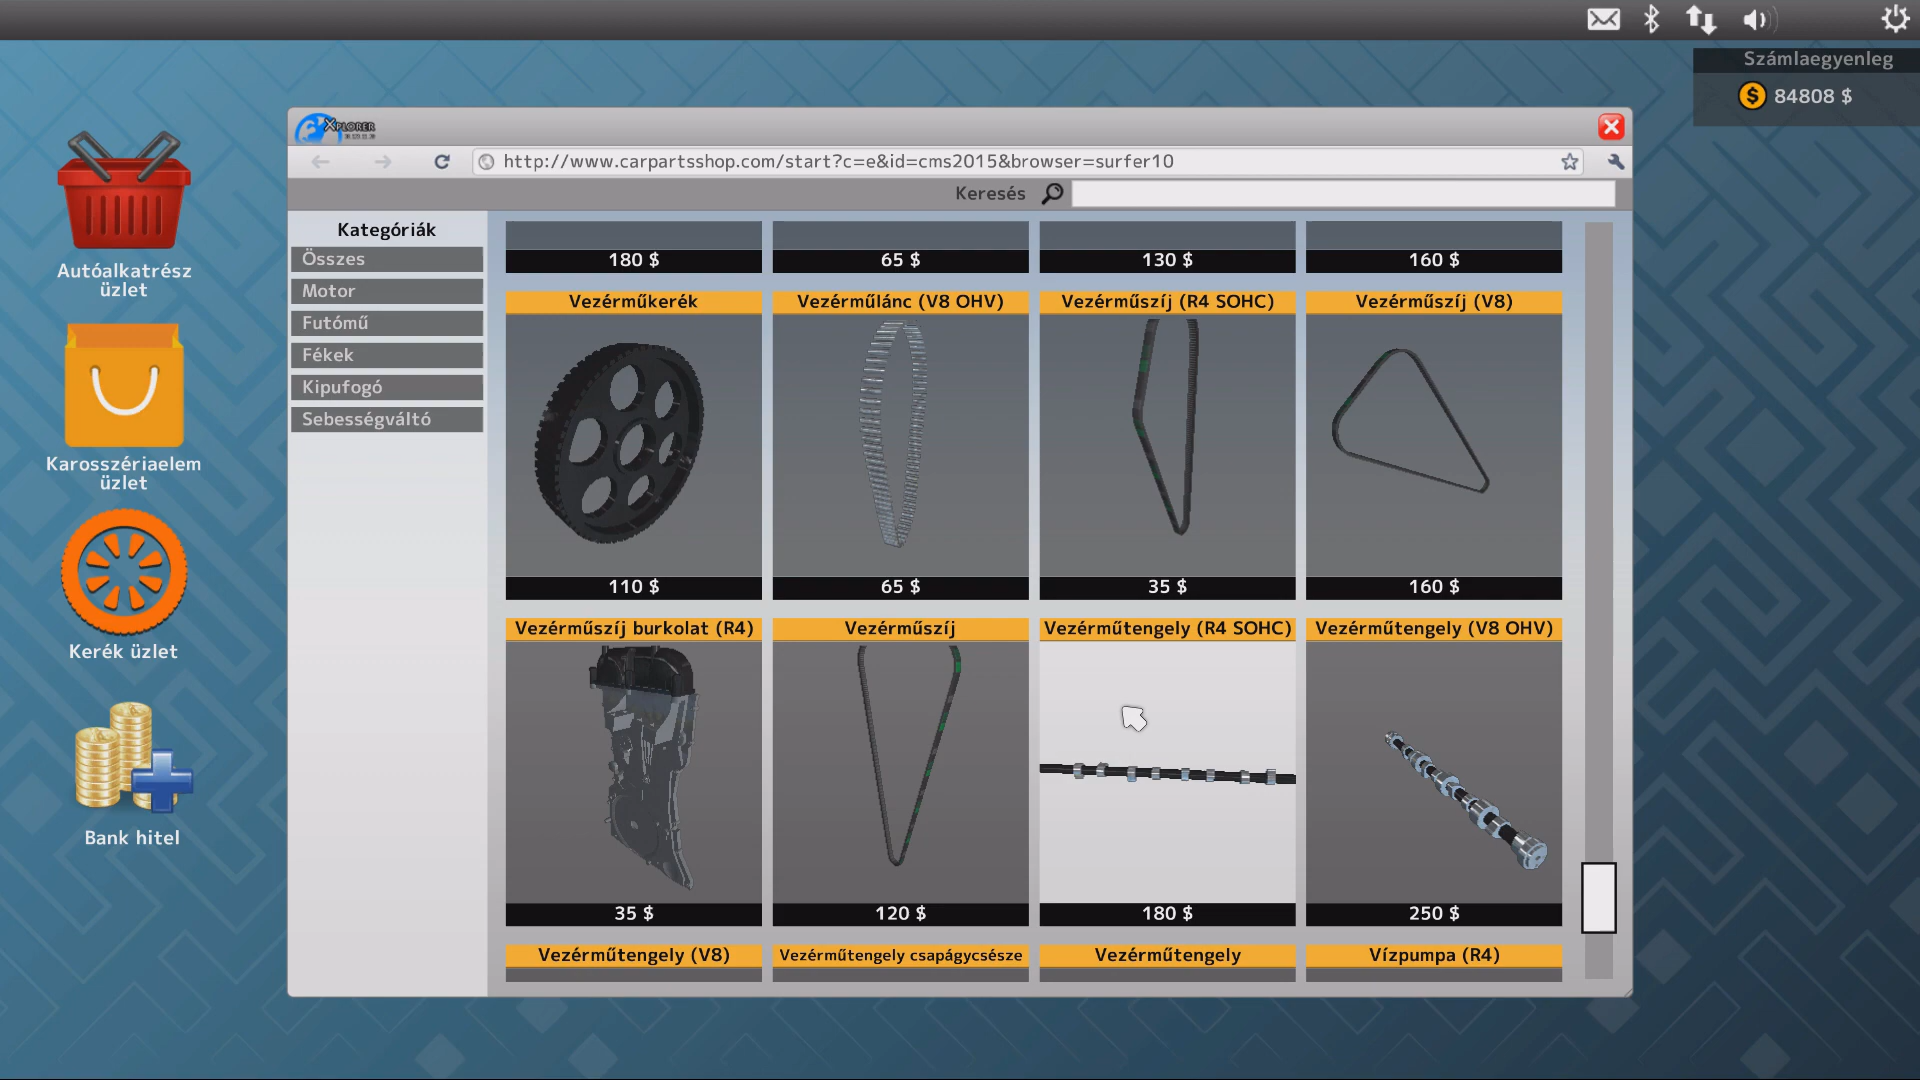 Számlaegyenleg
84808 $
XPLORER
http://www.carpartsshop.com/start?c=e&id=cms2015&browser=surfer10
Keresés
Autóalkatrész
üzlet
Karosszériaelem
üzlet
Kerék üzlet
Bank hitel
Kategóriák
Összes
Motor
Futómű
Fékek
Kipufogó
Sebességváltó
180 $
65 $
130 $
160 $
Vezérműkerék
Vezérműlánc (V8 OHV)
Vezérműszíj (R4 SOHC)
Vezérműszíj (V8)
110 $
65 $
35 $
160 $
Vezérműszíj burkolat (R4)
Vezérműszíj
Vezérműtengely (R4 SOHC)
Vezérműtengely (V8 OHV)
35 $
120 $
180 $
250 $
Vezérműtengely (V8)
Vezérműtengely csapágycsésze
Vezérműtengely
Vízpumpa (R4)